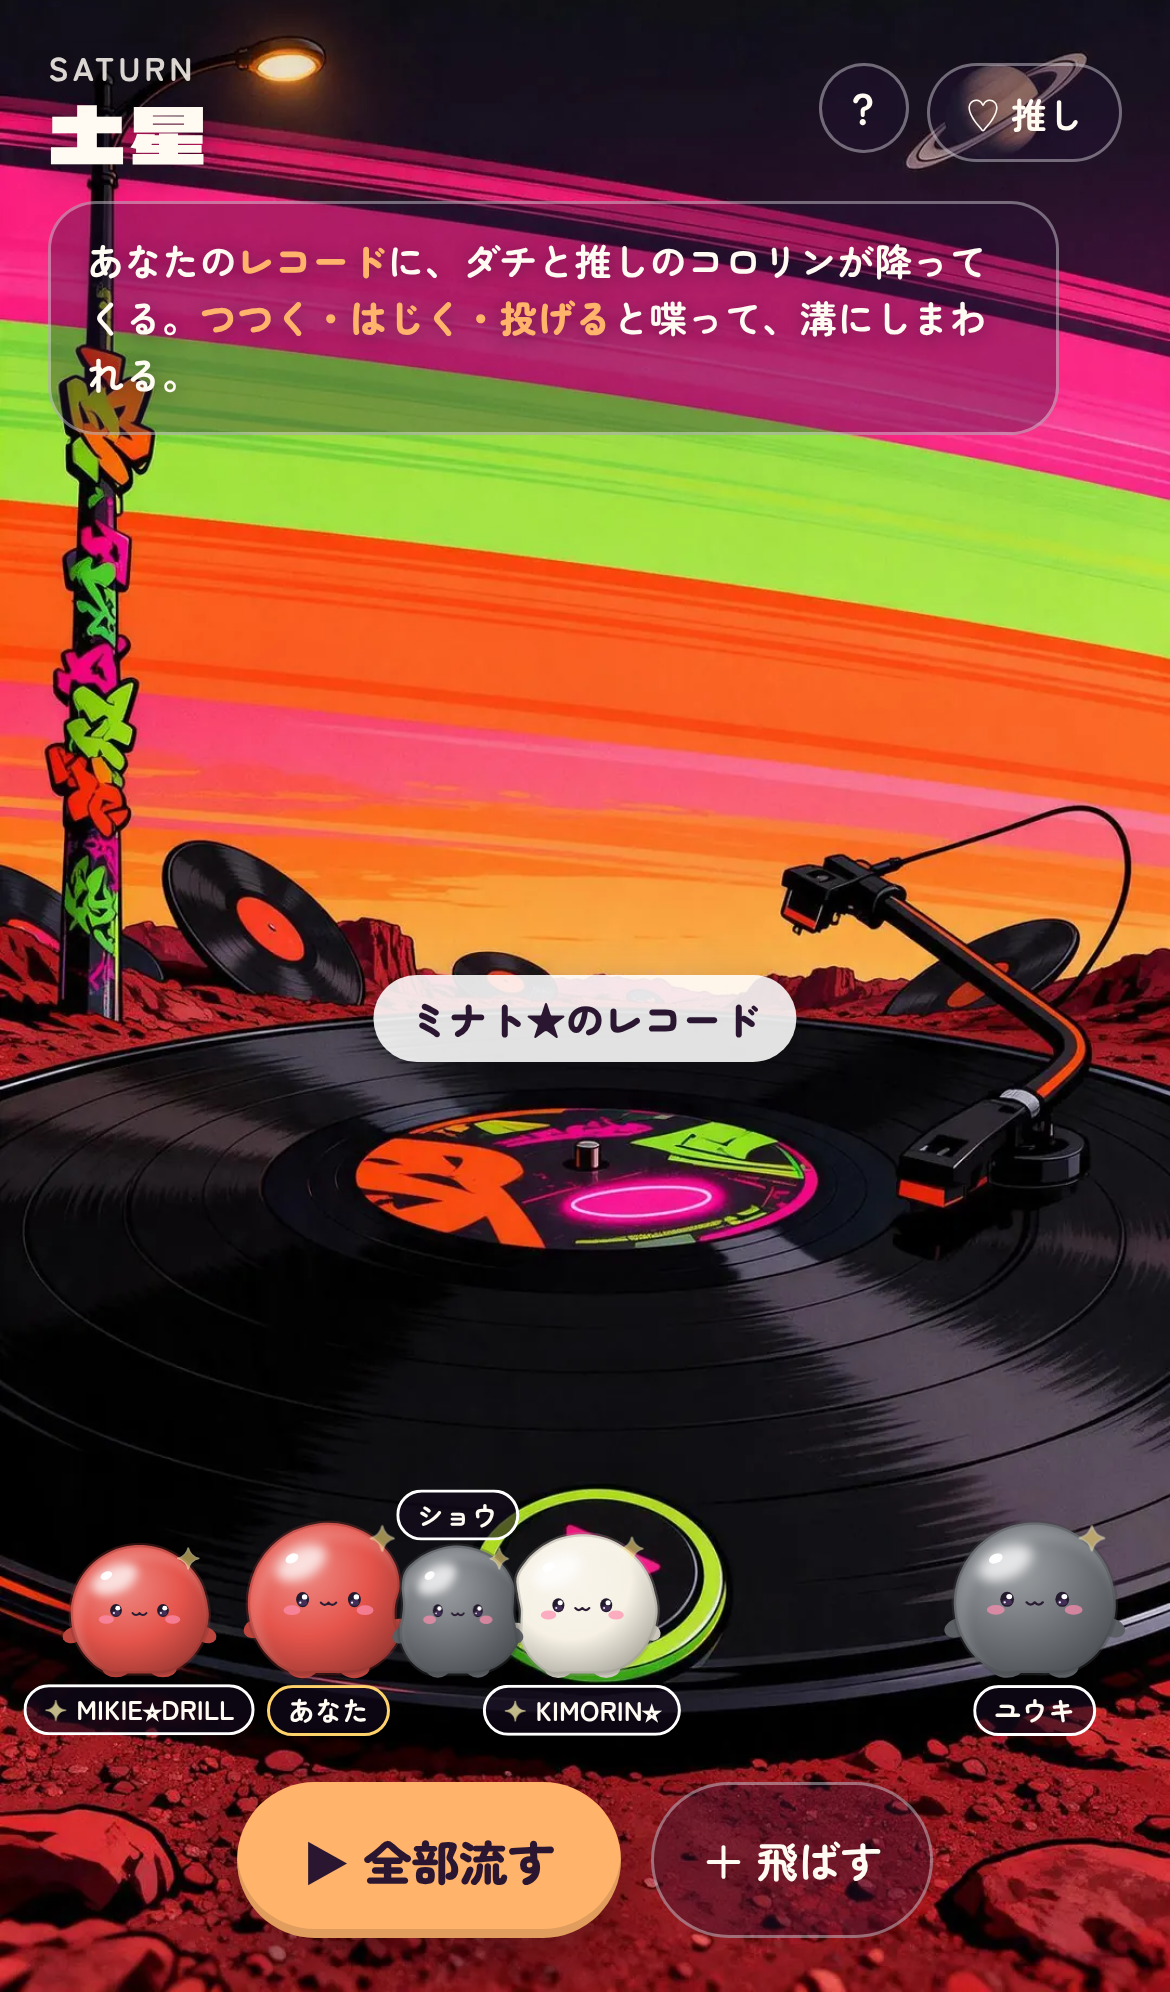 SATURN
土星
?
♡ 推し
あなたのレコードに、ダチと推しのコロリンが降って
くる。つつく・はじく・投げると喋って、溝にしまわ
れる。
ミナト★のレコード
ショウ
✦ MIKIE★DRILL
あなた
✦ KIMORIN★
ユウキ
▶ 全部流す
＋ 飛ばす